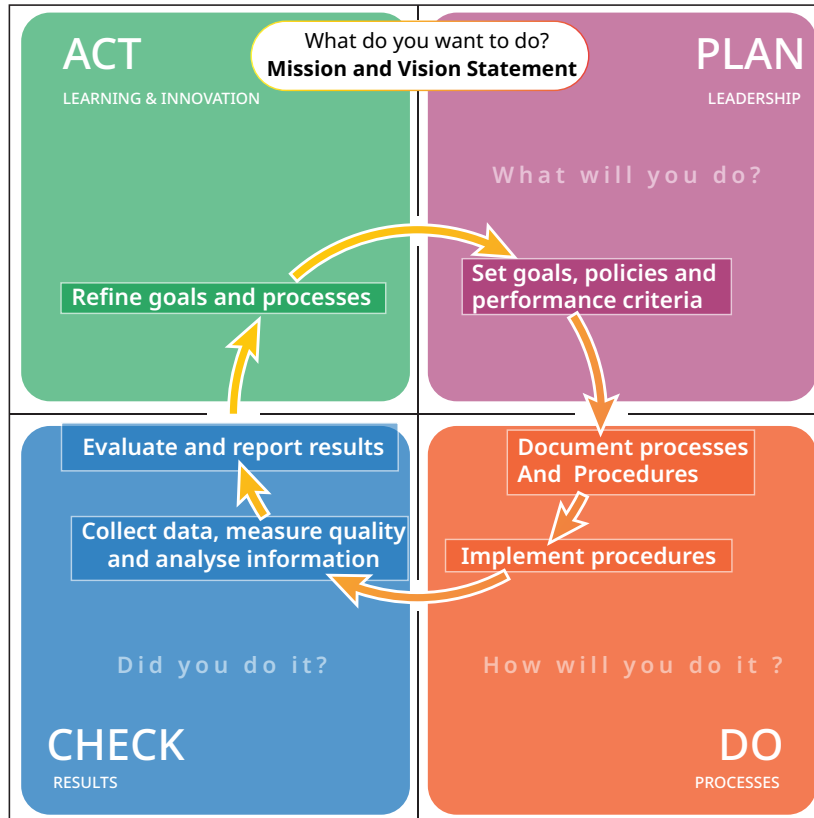 What do you want to do?
Mission and Vision Statement
ACT
LEARNING & INNOVATION
PLAN
LEADERSHIP
What will you do?
Refine goals and processes
Set goals, policies and
performance criteria
Evaluate and report results
Document processes
And Procedures
Collect data, measure quality
and analyse information
Implement procedures
Did you do it?
How will you do it ?
CHECK
RESULTS
DO
PROCESSES